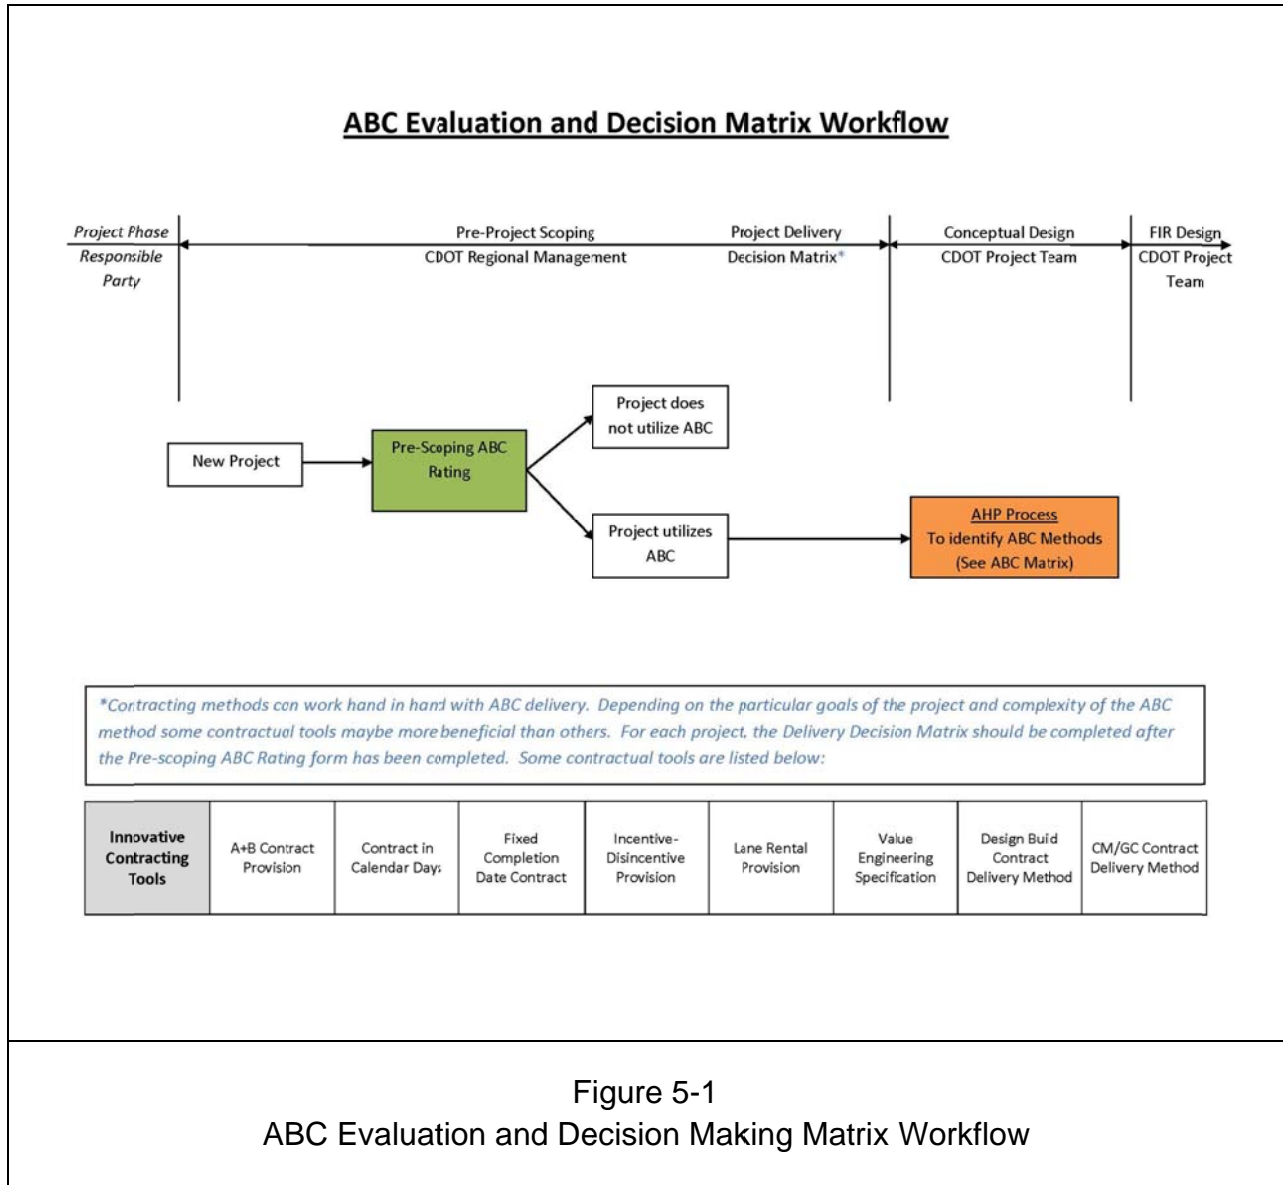 ABC Evaluation and Decision Matrix Workflow
Project Phase
Pre-Project Scoping
Project Delivery
Conceptual Design
FIR Design
Responsible
Party
CDOT Regional Management
Decision Matrix*
CDOT Project Team
CDOT Project
Team
Project does
not utilize ABC
New Project
Pre-Scoping ABC
Rating
Project utilizes
ABC
AHP Process
To identify ABC Methods
(See ABC Matrix)
*Contracting methods can work hand in hand with ABC delivery. Depending on the particular goals of the project and complexity of the ABC
method some contractual tools maybe more beneficial than others. For each project, the Delivery Decision Matrix should be completed after
the Pre-scoping ABC Rating form has been completed. Some contractual tools are listed below:
Innovative
Contracting
Tools
A+B Contract
Provision
Contract in
Calendar Days
Fixed
Completion
Date Contract
Incentive-
Disincentive
Provision
Lane Rental
Provision
Value
Engineering
Specification
Design Buid
Contract
Delivery Method
CM/GC Contract
Delivery Method
Figure 5-1
ABC Evaluation and Decision Making Matrix Workflow